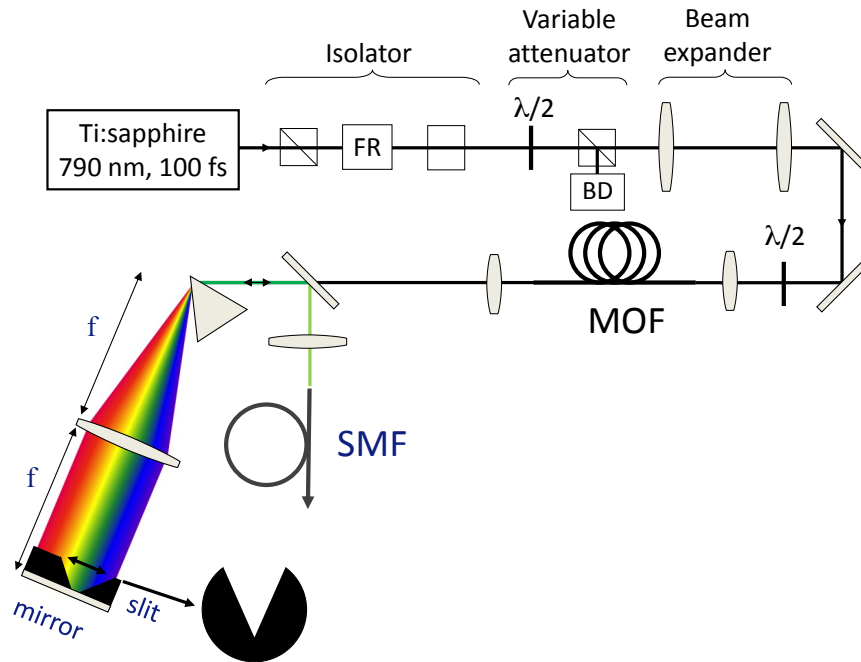 Isolator
Variable
attenuator
Beam
expander
Ti:sapphire
790 nm, 100 fs
FR
λ/2
BD
λ/2
MOF
f
SMF
f
slit
mirror